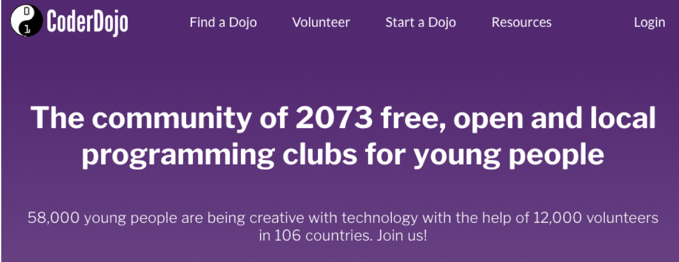 0
1
CoderDojo
Find a Dojo
Volunteer
Start a Dojo
Resources
Login
The community of 2073 free, open and local
programming clubs for young people
58,000 young people are being creative with technology with the help of 12,000 volunteers
in 106 countries. Join us!